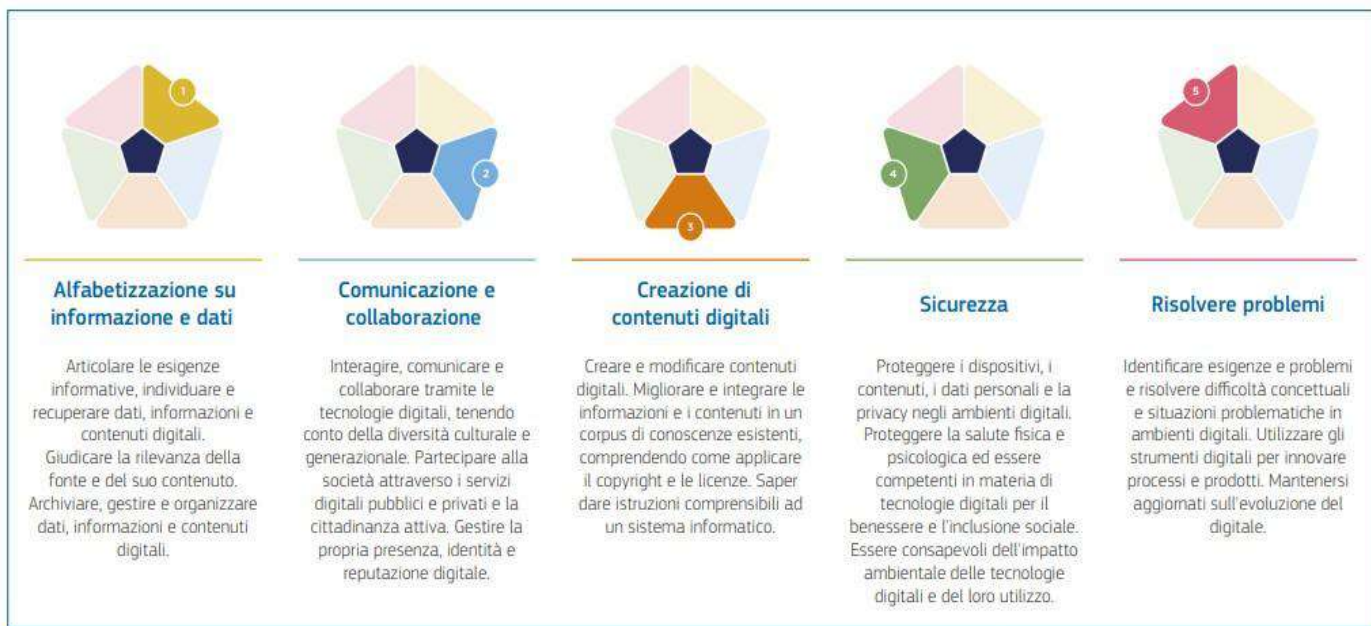 1
Alfabetizzazione su
informazione e dati
Articolare le esigenze
informative, individuare e
recuperare dati, informazioni e
contenuti digitali.
Giudicare la rilevanza della
fonte e del suo contenuto.
Archiviare, gestire e organizzare
dati, informazioni e contenuti
digitali.
2
Comunicazione e
collaborazione
Interagire, comunicare e
collaborare tramite le
tecnologie digitali, tenendo
conto della diversità culturale e
generazionale. Partecipare alla
società attraverso i servizi
digitali pubblici e privati e la
cittadinanza attiva. Gestire la
propria presenza, identità e
reputazione digitale.
3
Creazione di
contenuti digitali
Creare e modificare contenuti
digitali. Migliorare e integrare le
informazioni e i contenuti in un
corpus di conoscenze esistenti,
comprendendo come applicare
il copyright e le licenze. Saper
dare istruzioni comprensibili ad
un sistema informatico.
4
Sicurezza
Proteggere i dispositivi, i
contenuti, i dati personali e la
privacy negli ambienti digitali.
Proteggere la salute fisica e
psicologica ed essere
competenti in materia di
tecnologie digitali per il
benessere e l'inclusione sociale.
Essere consapevoli dell'impatto
ambientale delle tecnologie
digitali e del loro utilizzo.
5
Risolvere problemi
Identificare esigenze e problemi
e risolvere difficoltà concettuali
e situazioni problematiche in
ambienti digitali. Utilizzare gli
strumenti digitali per innovare
processi e prodotti. Mantenersi
aggiornati sull'evoluzione del
digitale.